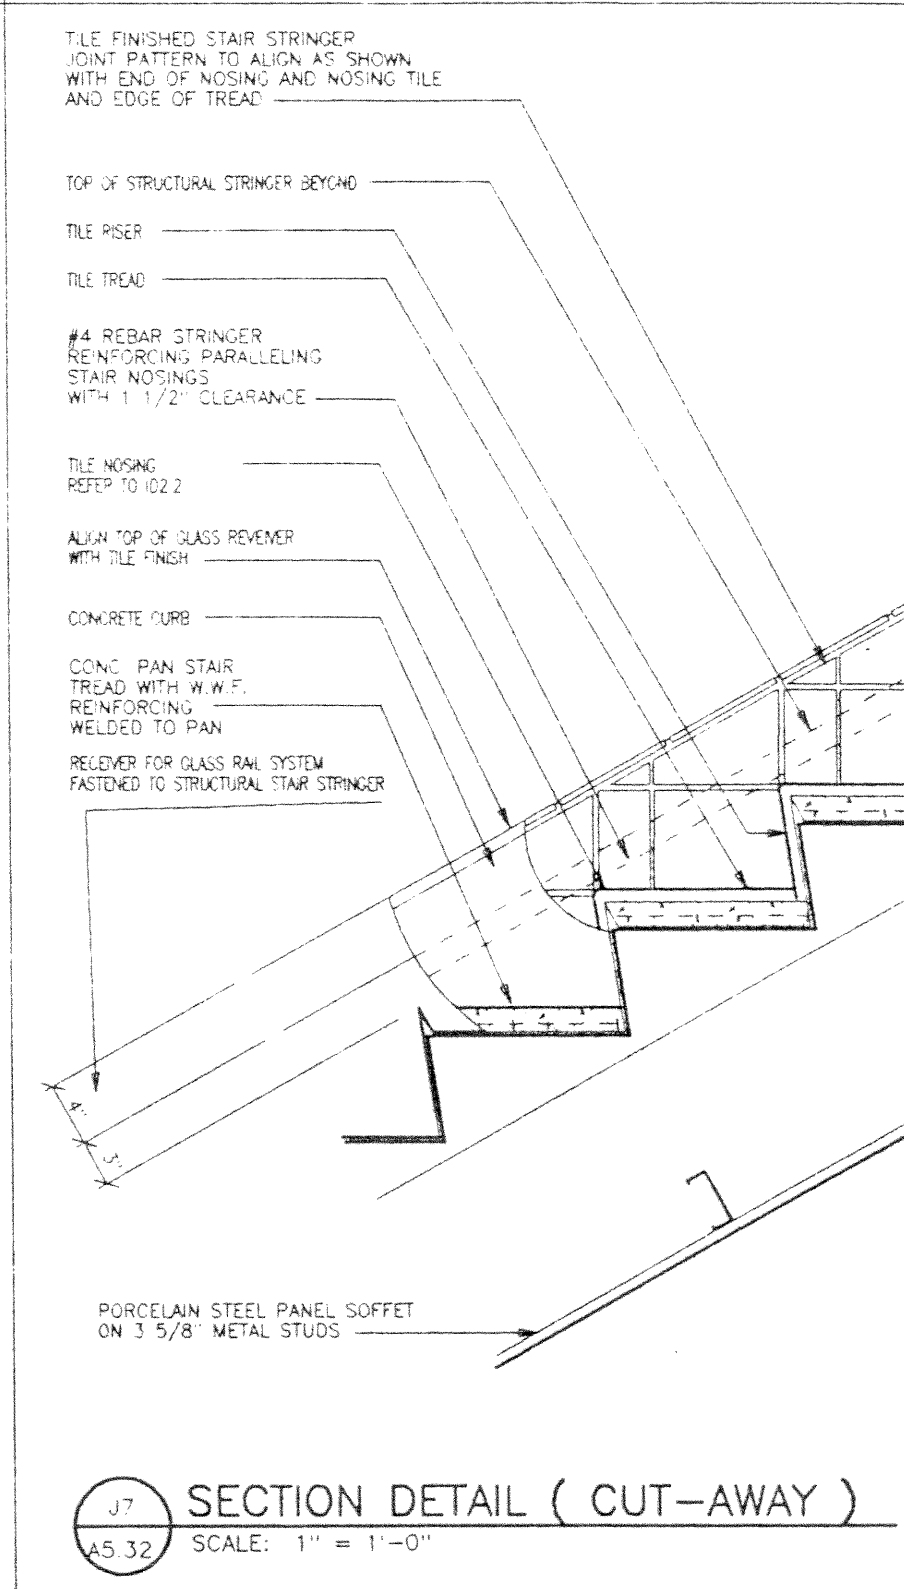 TILE FINISHED STAIR STRINGER
JOINT PATTERN TO ALIGN AS SHOWN
WITH END OF NOSING AND NOSING TILE
AND EDGE OF TREAD
TOP OF STRUCTURAL STRINGER BEYOND
TILE RISER
TILE TREAD
#4 REBAR STRINGER
REINFORCING PARALLELING
STAIR NOSINGS
WITH 1 1/2" CLEARANCE
TILE NOSING
REFER TO ID2.2
ALIGN TOP OF GLASS REVEIVER
WITH TILE FINISH
CONCRETE CURB
CONC PAN STAIR
TREAD WITH W.W.F.
REINFORCING
WELDED TO PAN
RECEIVER FOR GLASS RAIL SYSTEM
FASTENED TO STRUCTURAL STAIR STRINGER
4"
3"
PORCELAIN STEEL PANEL SOFFET
ON 3 5/8" METAL STUDS
J7
A5.32
SECTION DETAIL ( CUT-AWAY )
SCALE: 1" = 1'-0"